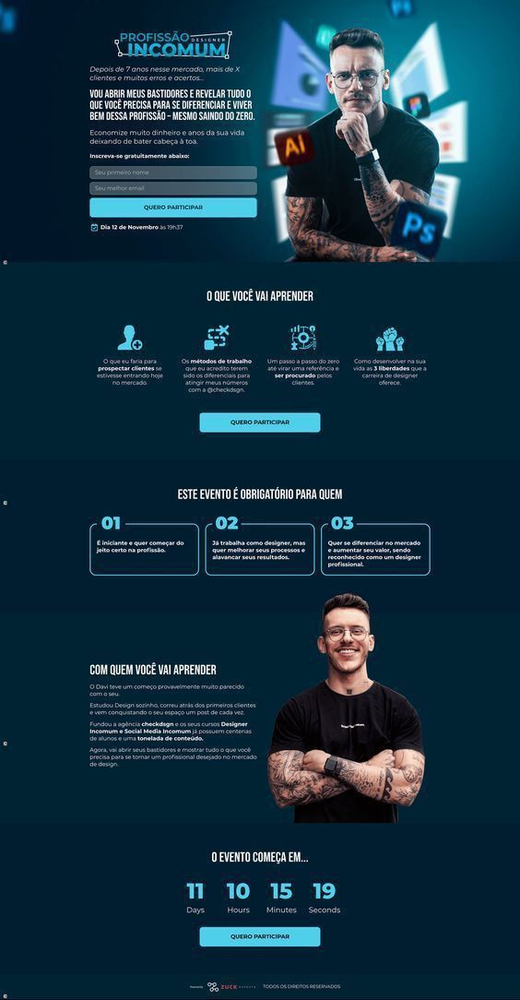 PROFISSÃO
DESIGNER
INCOMUM
Depois de 7 anos nesse mercado, mais de X
clientes e muitos erros e acertos...
VOU ABRIR MEUS BASTIDORES E REVELAR TUDO O
QUE VOCÊ PRECISA PARA SE DIFERENCIAR E VIVER
BEM DESSA PROFISSÃO – MESMO SAINDO DO ZERO.
Economize muito dinheiro e anos da sua vida
deixando de bater cabeça à toa.
Inscreva-se gratuitamente abaixo:
Seu primeiro nome
Seu melhor email
QUERO PARTICIPAR
Dia 12 de Novembro às 19h37
Ai
Ps
O QUE VOCÊ VAI APRENDER
O que eu faria para
prospectar clientes se
estivesse entrando hoje
no mercado.
Os métodos de trabalho
que eu acredito terem
sido os diferenciais para
atingir meus números
com a @checkdsgn.
Um passo a passo do zero
até virar uma referência e
ser procurado pelos
clientes.
Como desenvolver na sua
vida as 3 liberdades que a
carreira de designer
oferece.
QUERO PARTICIPAR
ESTE EVENTO É OBRIGATÓRIO PARA QUEM
01
É iniciante e quer começar do
jeito certo na profissão.
02
Já trabalha como designer, mas
quer melhorar seus processos e
alavancar seus resultados.
03
Quer se diferenciar no mercado
e aumentar seu valor, sendo
reconhecido como um designer
profissional.
COM QUEM VOCÊ VAI APRENDER
O Davi teve um começo provavelmente muito parecido
com o seu.
Estudou Design sozinho, correu atrás dos primeiros clientes
e vem conquistando o seu espaço um post de cada vez.
Fundou a agência checkdsgn e os seus cursos Designer
Incomum e Social Media Incomum já possuem centenas
de alunos e uma tonelada de conteúdo.
Agora, vai abrir seus bastidores e mostrar tudo o que você
precisa para se tornar um profissional desejado no mercado
de design.
O EVENTO COMEÇA EM...
11
10
15
19
Days
Hours
Minutes
Seconds
QUERO PARTICIPAR
Powered by
ZUCK
TODOS OS DIREITOS RESERVADOS